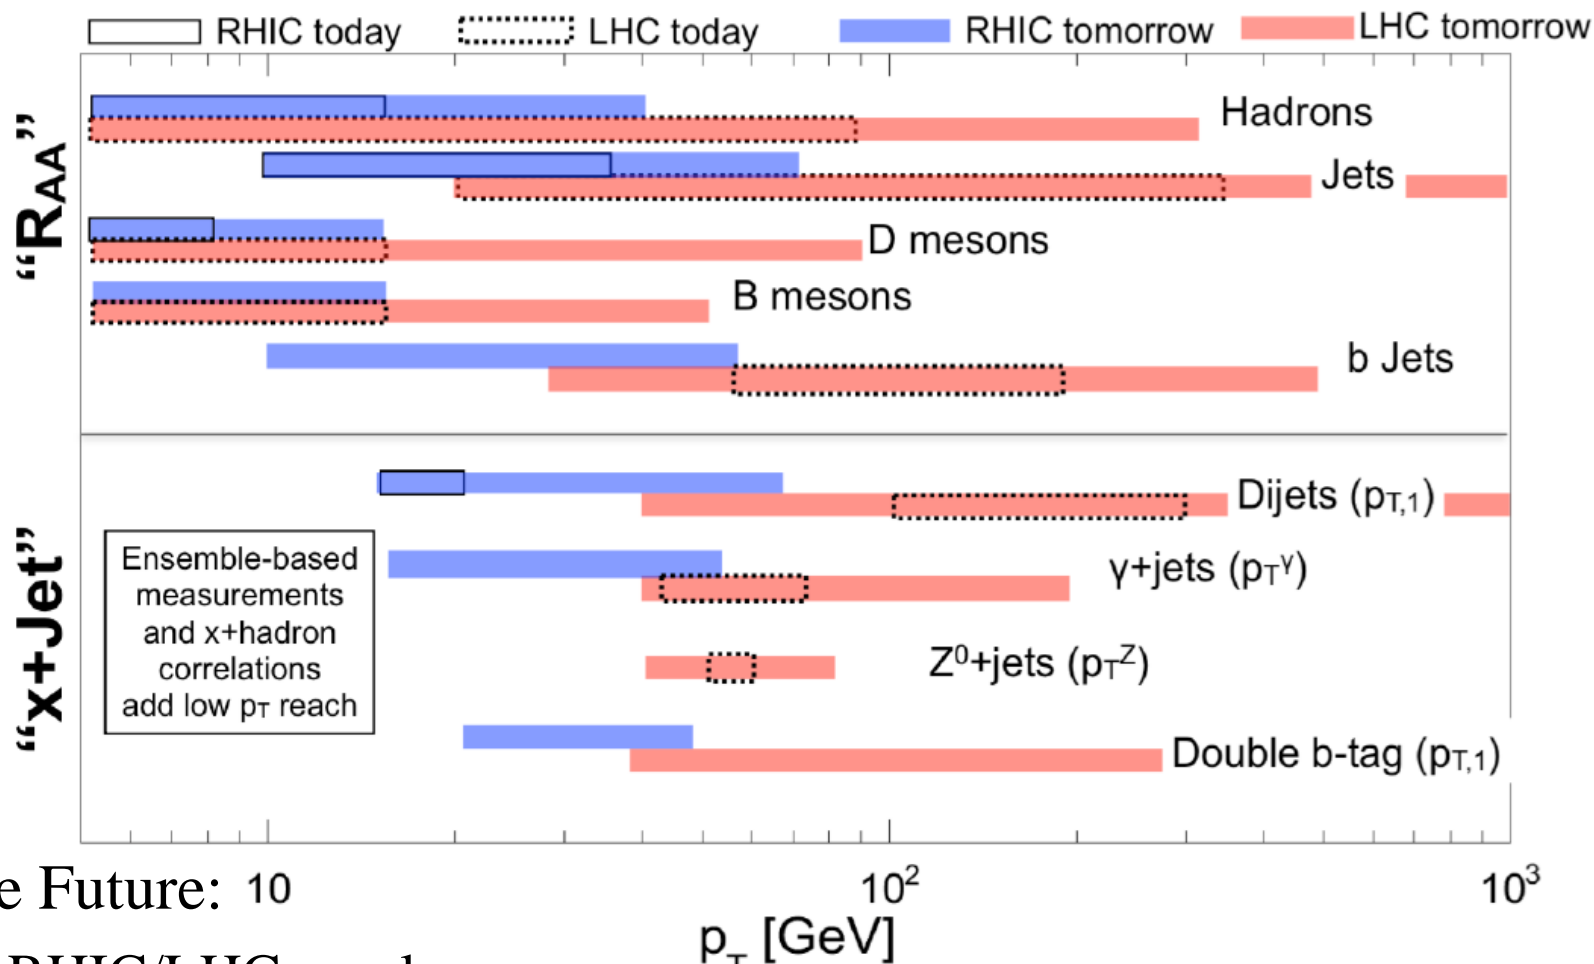 RHIC today LHC today RHIC tomorrow LHC tomorrow
“RAA”
Hadrons
Jets
D mesons
B mesons
b Jets
“x+Jet”
Dijets (pT,1)
Ensemble-based
measurements
and x+hadron
correlations
add low pT reach
γ+jets (pTγ)
Z0+jets (pTZ)
Double b-tag (pT,1)
10 10² 10³
e Future:
pT [GeV]
RHIC/LHC